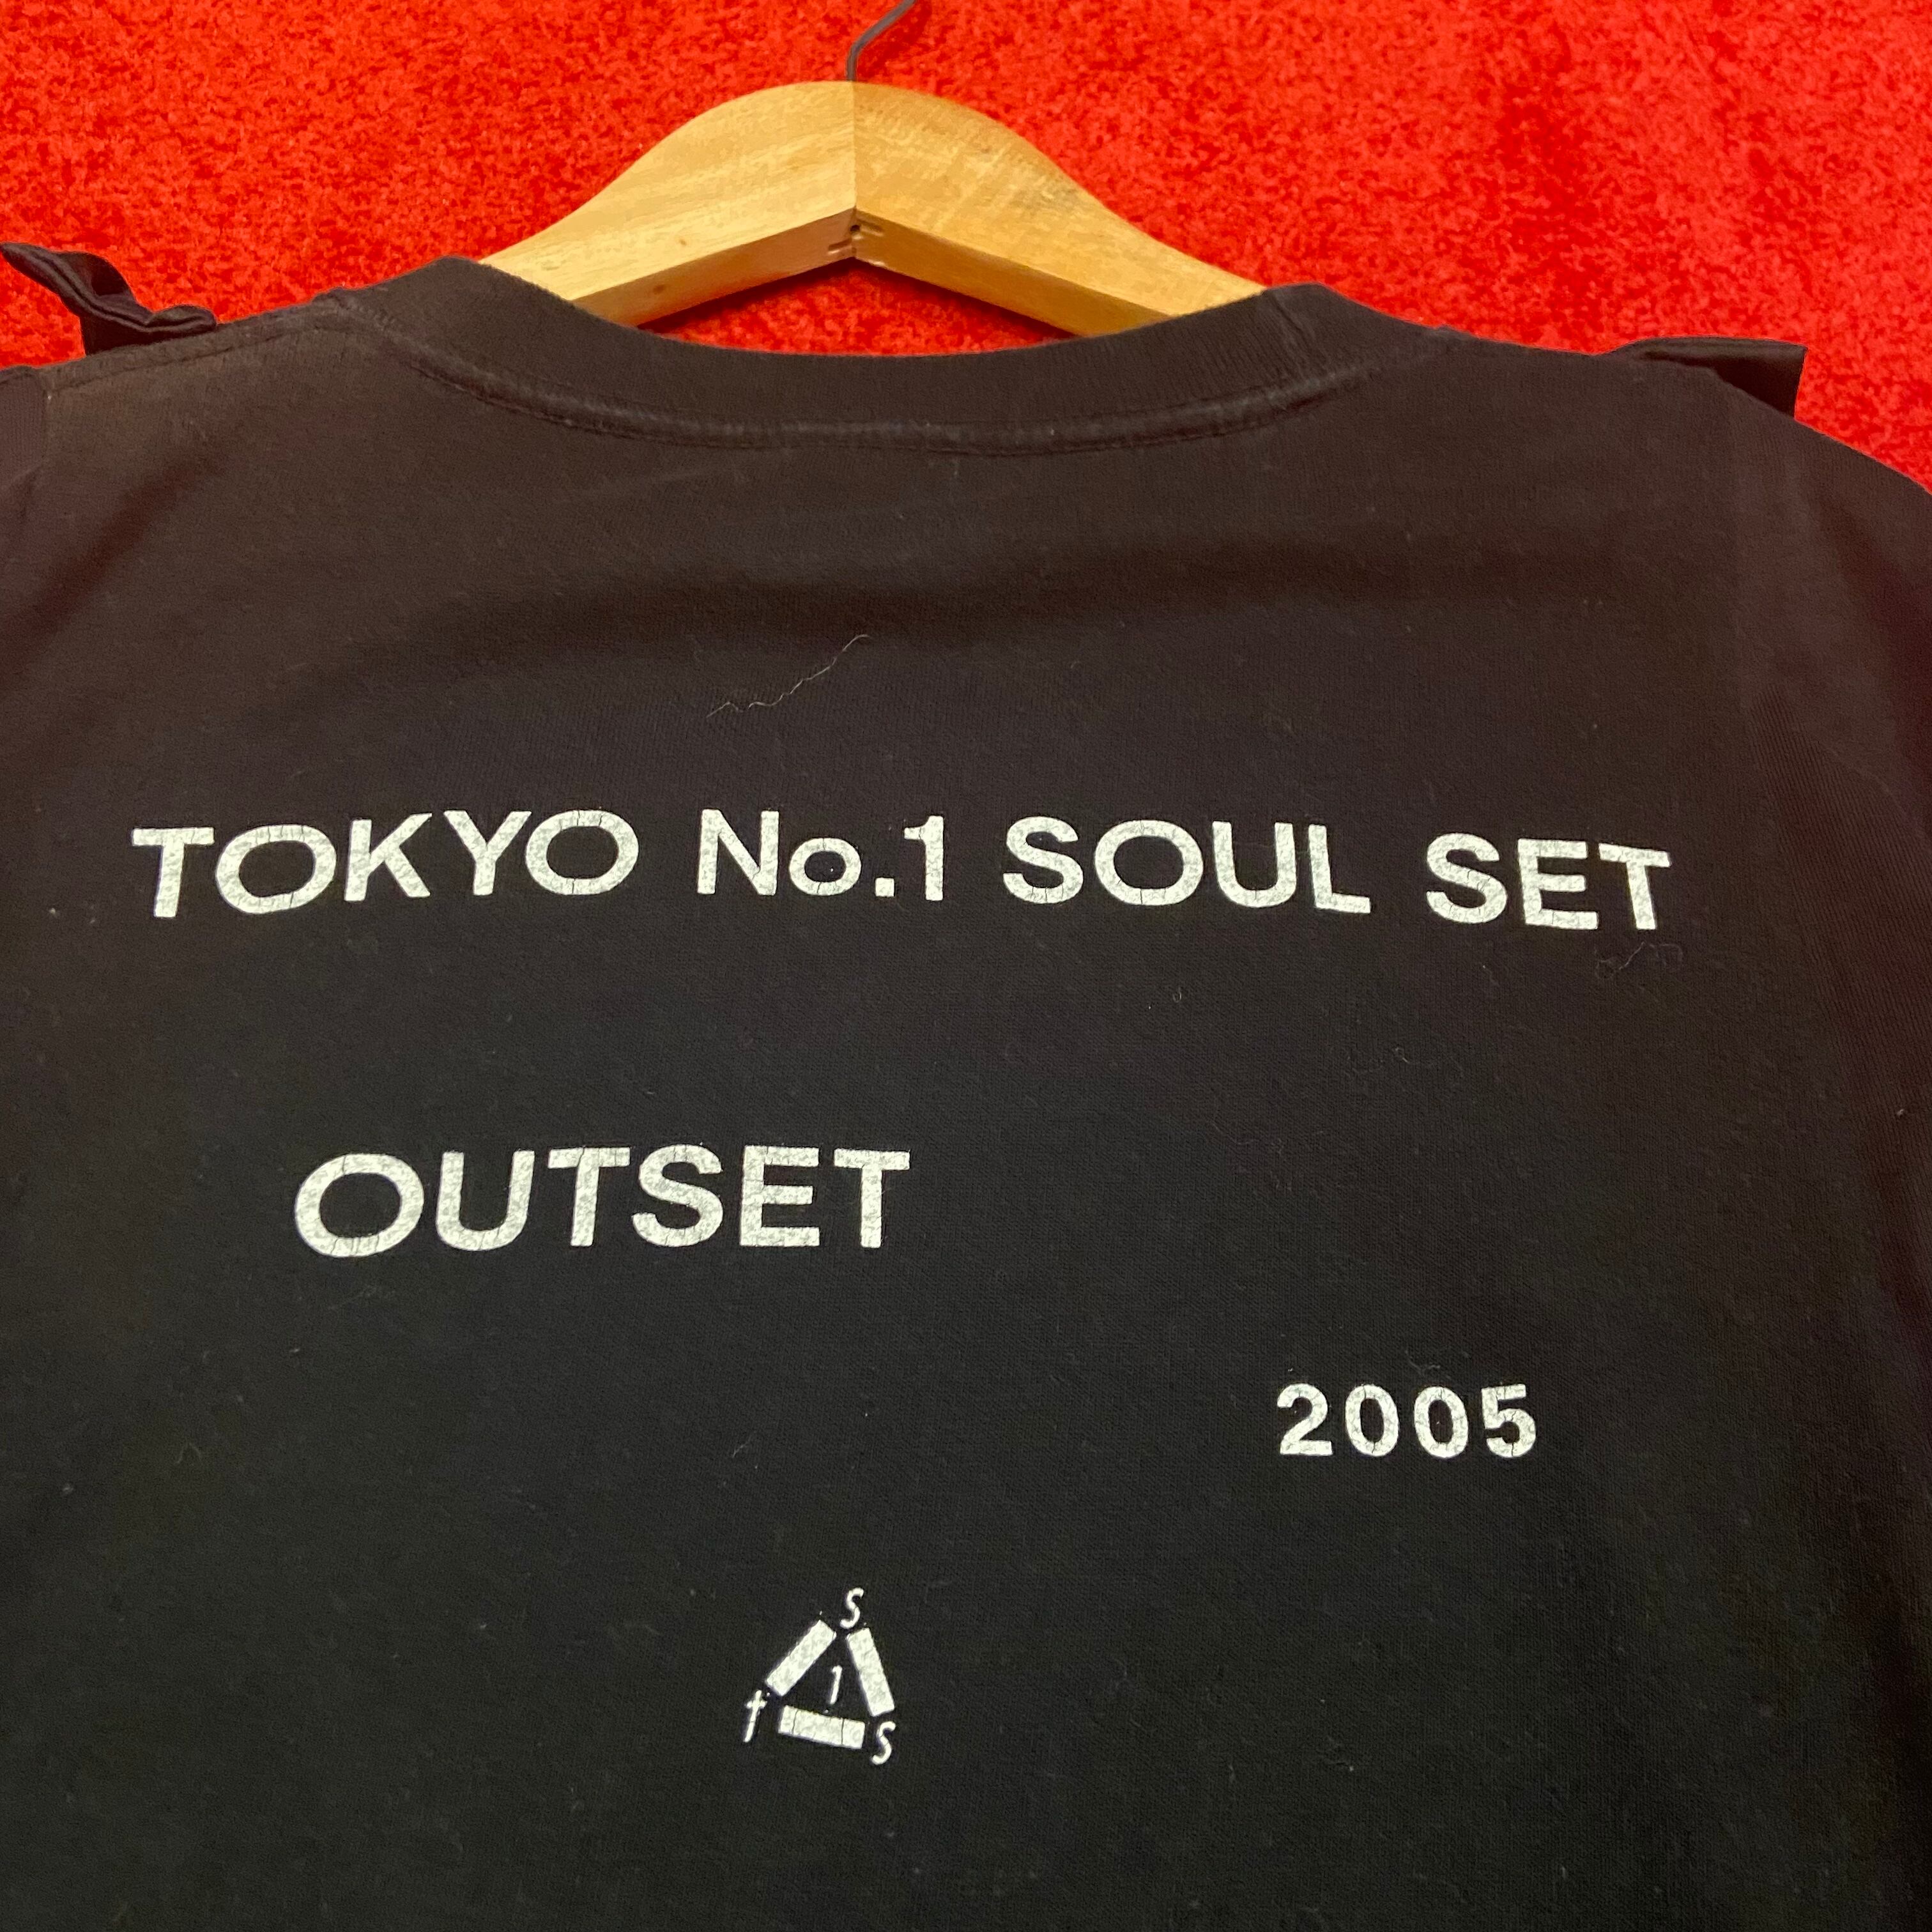 TOKYO No.1 SOUL SET
OUTSET
2005
S
1
t S